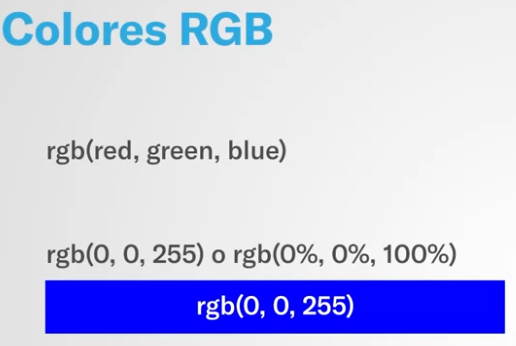 Colores RGB
rgb(red, green, blue)
rgb(0, 0, 255) o rgb(0%, 0%, 100%)
rgb(0, 0, 255)